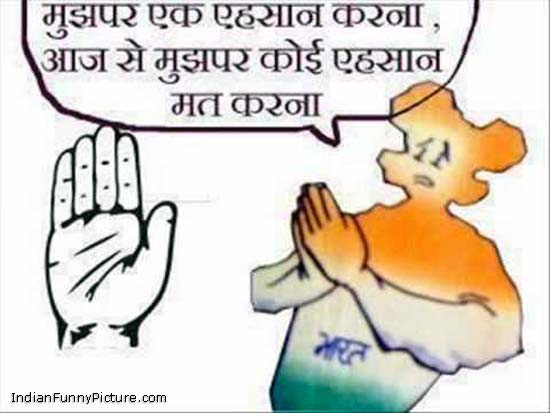 मुझपर एक एहसान करना ,
आज से मुझपर कोई एहसान
मत करना
भारत
IndianFunnyPicture.com